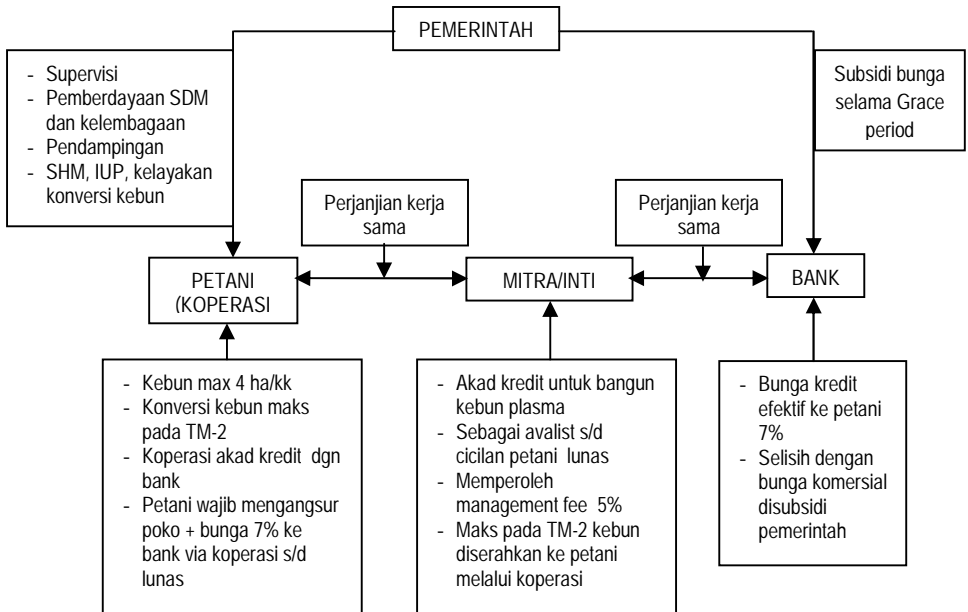 PEMERINTAH
- Supervisi
- Pemberdayaan SDM
dan kelembagaan
- Pendampingan
- SHM, IUP, kelayakan
konversi kebun
Subsidi bunga
selama Grace
period
Perjanjian kerja
sama
Perjanjian kerja
sama
PETANI
(KOPERASI
MITRA/INTI
BANK
- Kebun max 4 ha/kk
- Konversi kebun maks
pada TM-2
- Koperasi akad kredit dgn
bank
- Petani wajib mengangsur
poko + bunga 7% ke
bank via koperasi s/d
lunas
- Akad kredit untuk bangun
kebun plasma
- Sebagai avalist s/d
cicilan petani lunas
- Memperoleh
management fee 5%
- Maks pada TM-2 kebun
diserahkan ke petani
melalui koperasi
- Bunga kredit
efektif ke petani
7%
- Selisih dengan
bunga komersial
disubsidi
pemerintah